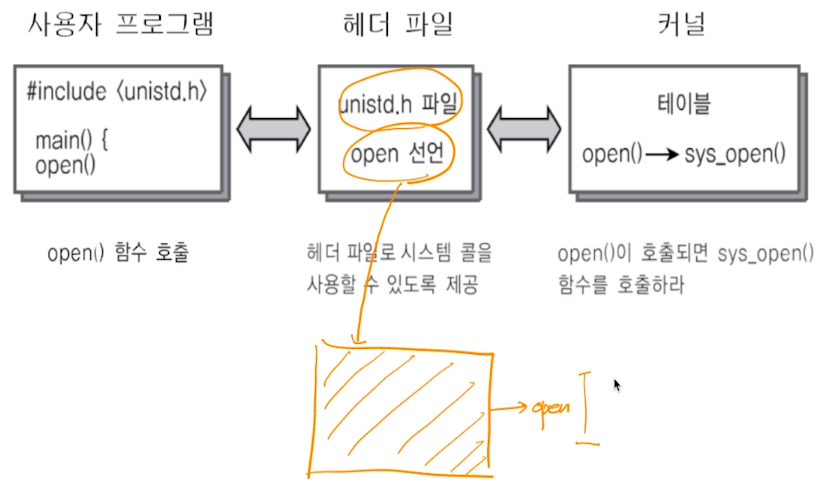 사용자 프로그램
헤더 파일
커널
#include <unistd.h>
main() {
open()
unistd.h 파일
open 선언
테이블
open()→sys_open()
open() 함수 호출
헤더 파일로 시스템 콜을
사용할 수 있도록 제공
open()이 호출되면 sys_open()
함수를 호출하라
open